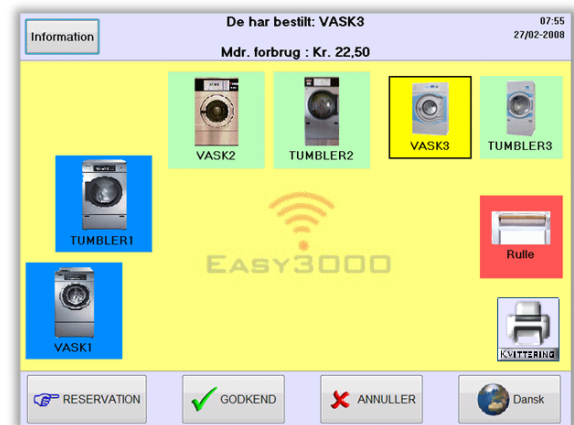 Information
De har bestilt: VASK3
Mdr. forbrug : Kr. 22,50
07:55
27/02-2008
VASK2
TUMBLER2
VASK3
TUMBLER3
TUMBLER1
Rulle
EASY3000
VASK1
KVITTERING
RESERVATION
GODKEND
ANNULLER
Dansk